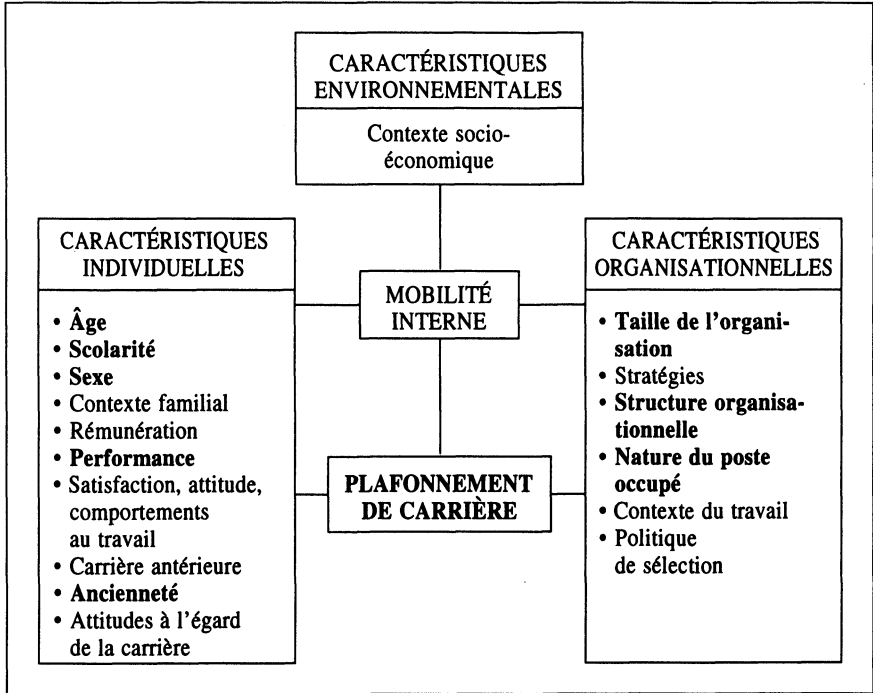 CARACTÉRISTIQUES
ENVIRONNEMENTALES
Contexte socio-
économique
CARACTÉRISTIQUES
INDIVIDUELLES
• Âge
• Scolarité
• Sexe
• Contexte familial
• Rémunération
• Performance
• Satisfaction, attitude,
comportements
au travail
• Carrière antérieure
• Ancienneté
• Attitudes à l'égard
de la carrière
MOBILITÉ
INTERNE
PLAFONNEMENT
DE CARRIÈRE
CARACTÉRISTIQUES
ORGANISATIONNELLES
• Taille de l'organi-
sation
• Stratégies
• Structure organisa-
tionnelle
• Nature du poste
occupé
• Contexte du travail
• Politique
de sélection